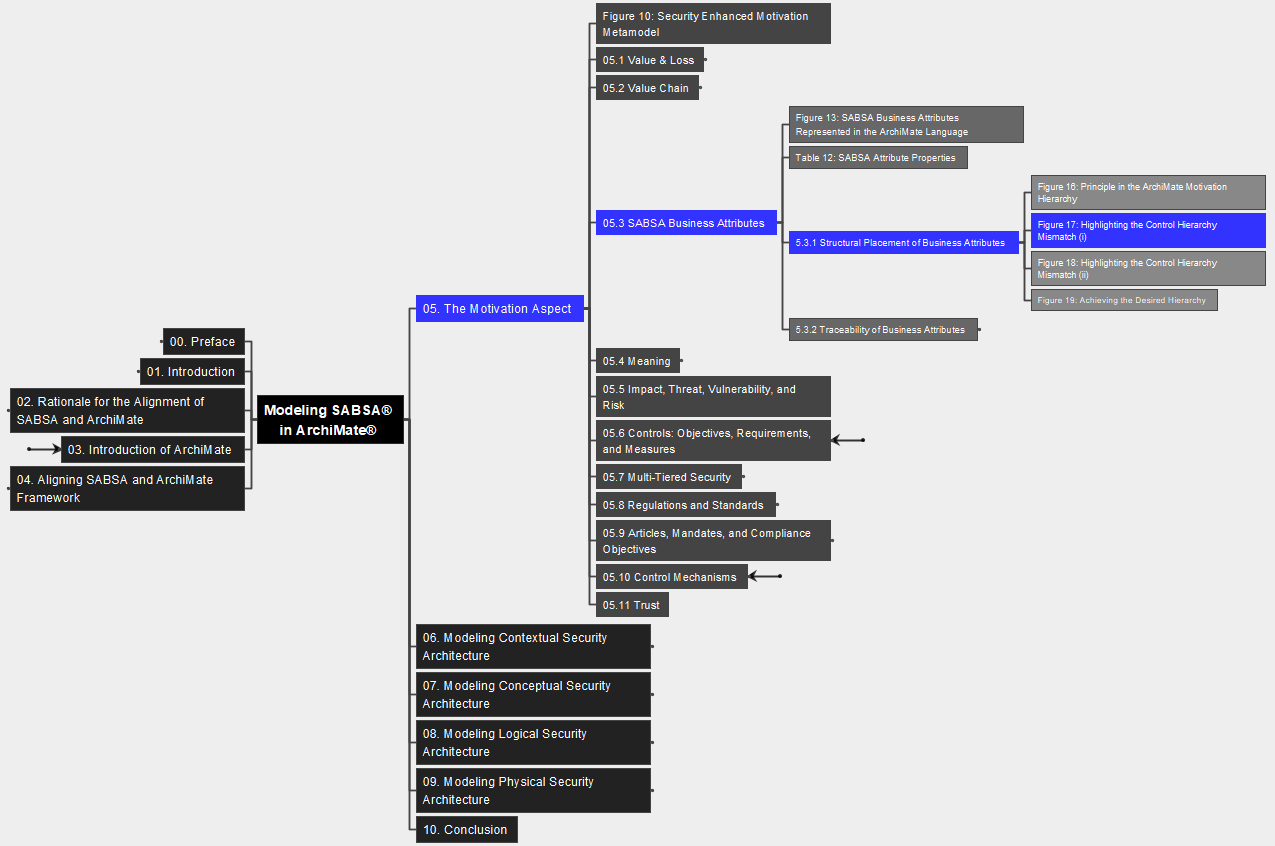 Modeling SABSA®
in ArchiMate®
00. Preface
01. Introduction
02. Rationale for the Alignment of
SABSA and ArchiMate
03. Introduction of ArchiMate
04. Aligning SABSA and ArchiMate
Framework
05. The Motivation Aspect
Figure 10: Security Enhanced Motivation
Metamodel
05.1 Value & Loss
05.2 Value Chain
05.3 SABSA Business Attributes
Figure 13: SABSA Business Attributes
Represented in the ArchiMate Language
Table 12: SABSA Attribute Properties
5.3.1 Structural Placement of Business Attributes
Figure 16: Principle in the ArchiMate Motivation
Hierarchy
Figure 17: Highlighting the Control Hierarchy
Mismatch (i)
Figure 18: Highlighting the Control Hierarchy
Mismatch (ii)
Figure 19: Achieving the Desired Hierarchy
5.3.2 Traceability of Business Attributes
05.4 Meaning
05.5 Impact, Threat, Vulnerability, and
Risk
05.6 Controls: Objectives, Requirements,
and Measures
05.7 Multi-Tiered Security
05.8 Regulations and Standards
05.9 Articles, Mandates, and Compliance
Objectives
05.10 Control Mechanisms
05.11 Trust
06. Modeling Contextual Security
Architecture
07. Modeling Conceptual Security
Architecture
08. Modeling Logical Security
Architecture
09. Modeling Physical Security
Architecture
10. Conclusion